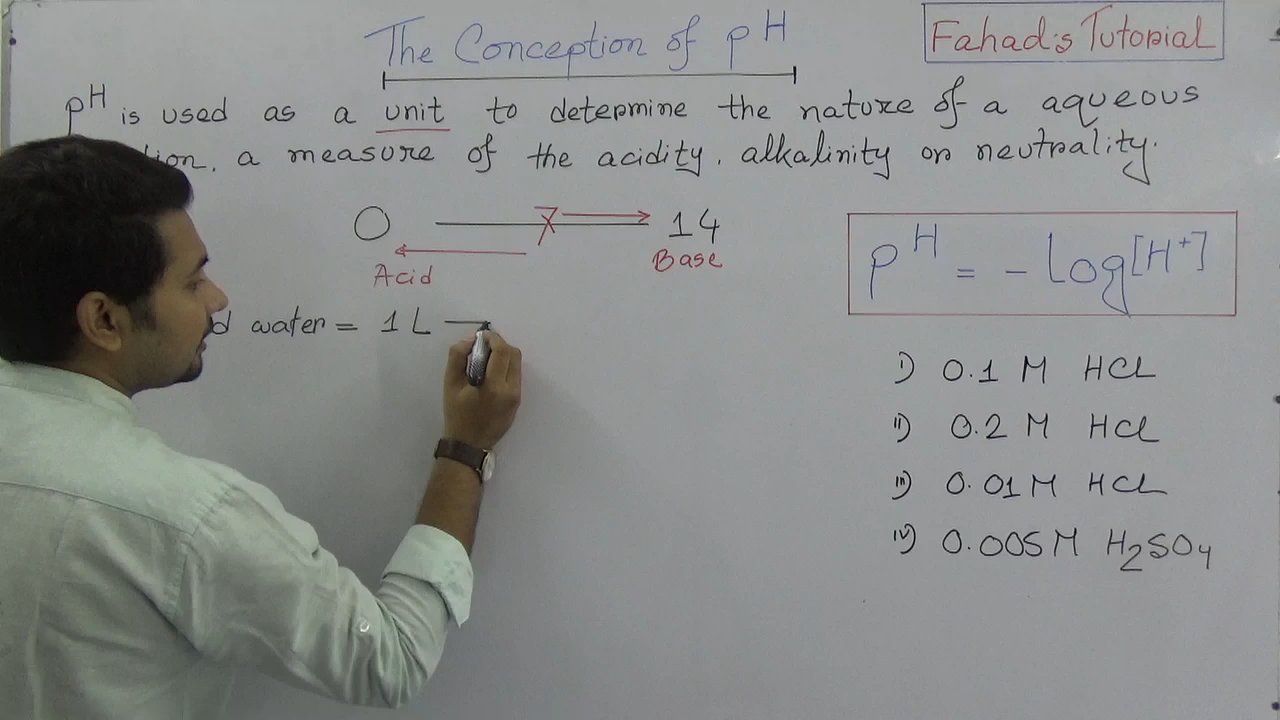 The Conception of pH
Fahad's Tutorial
pH is used as a unit to determine the nature of a aqueous
tion, a measure of the acidity, alkalinity or neutrality.
0 7 14
Acid Base
pH = - log[H+]
d water = 1 L —
i) 0.1 M HCl
ii) 0.2 M HCl
iii) 0.01 M HCl
iv) 0.005 M H2SO4